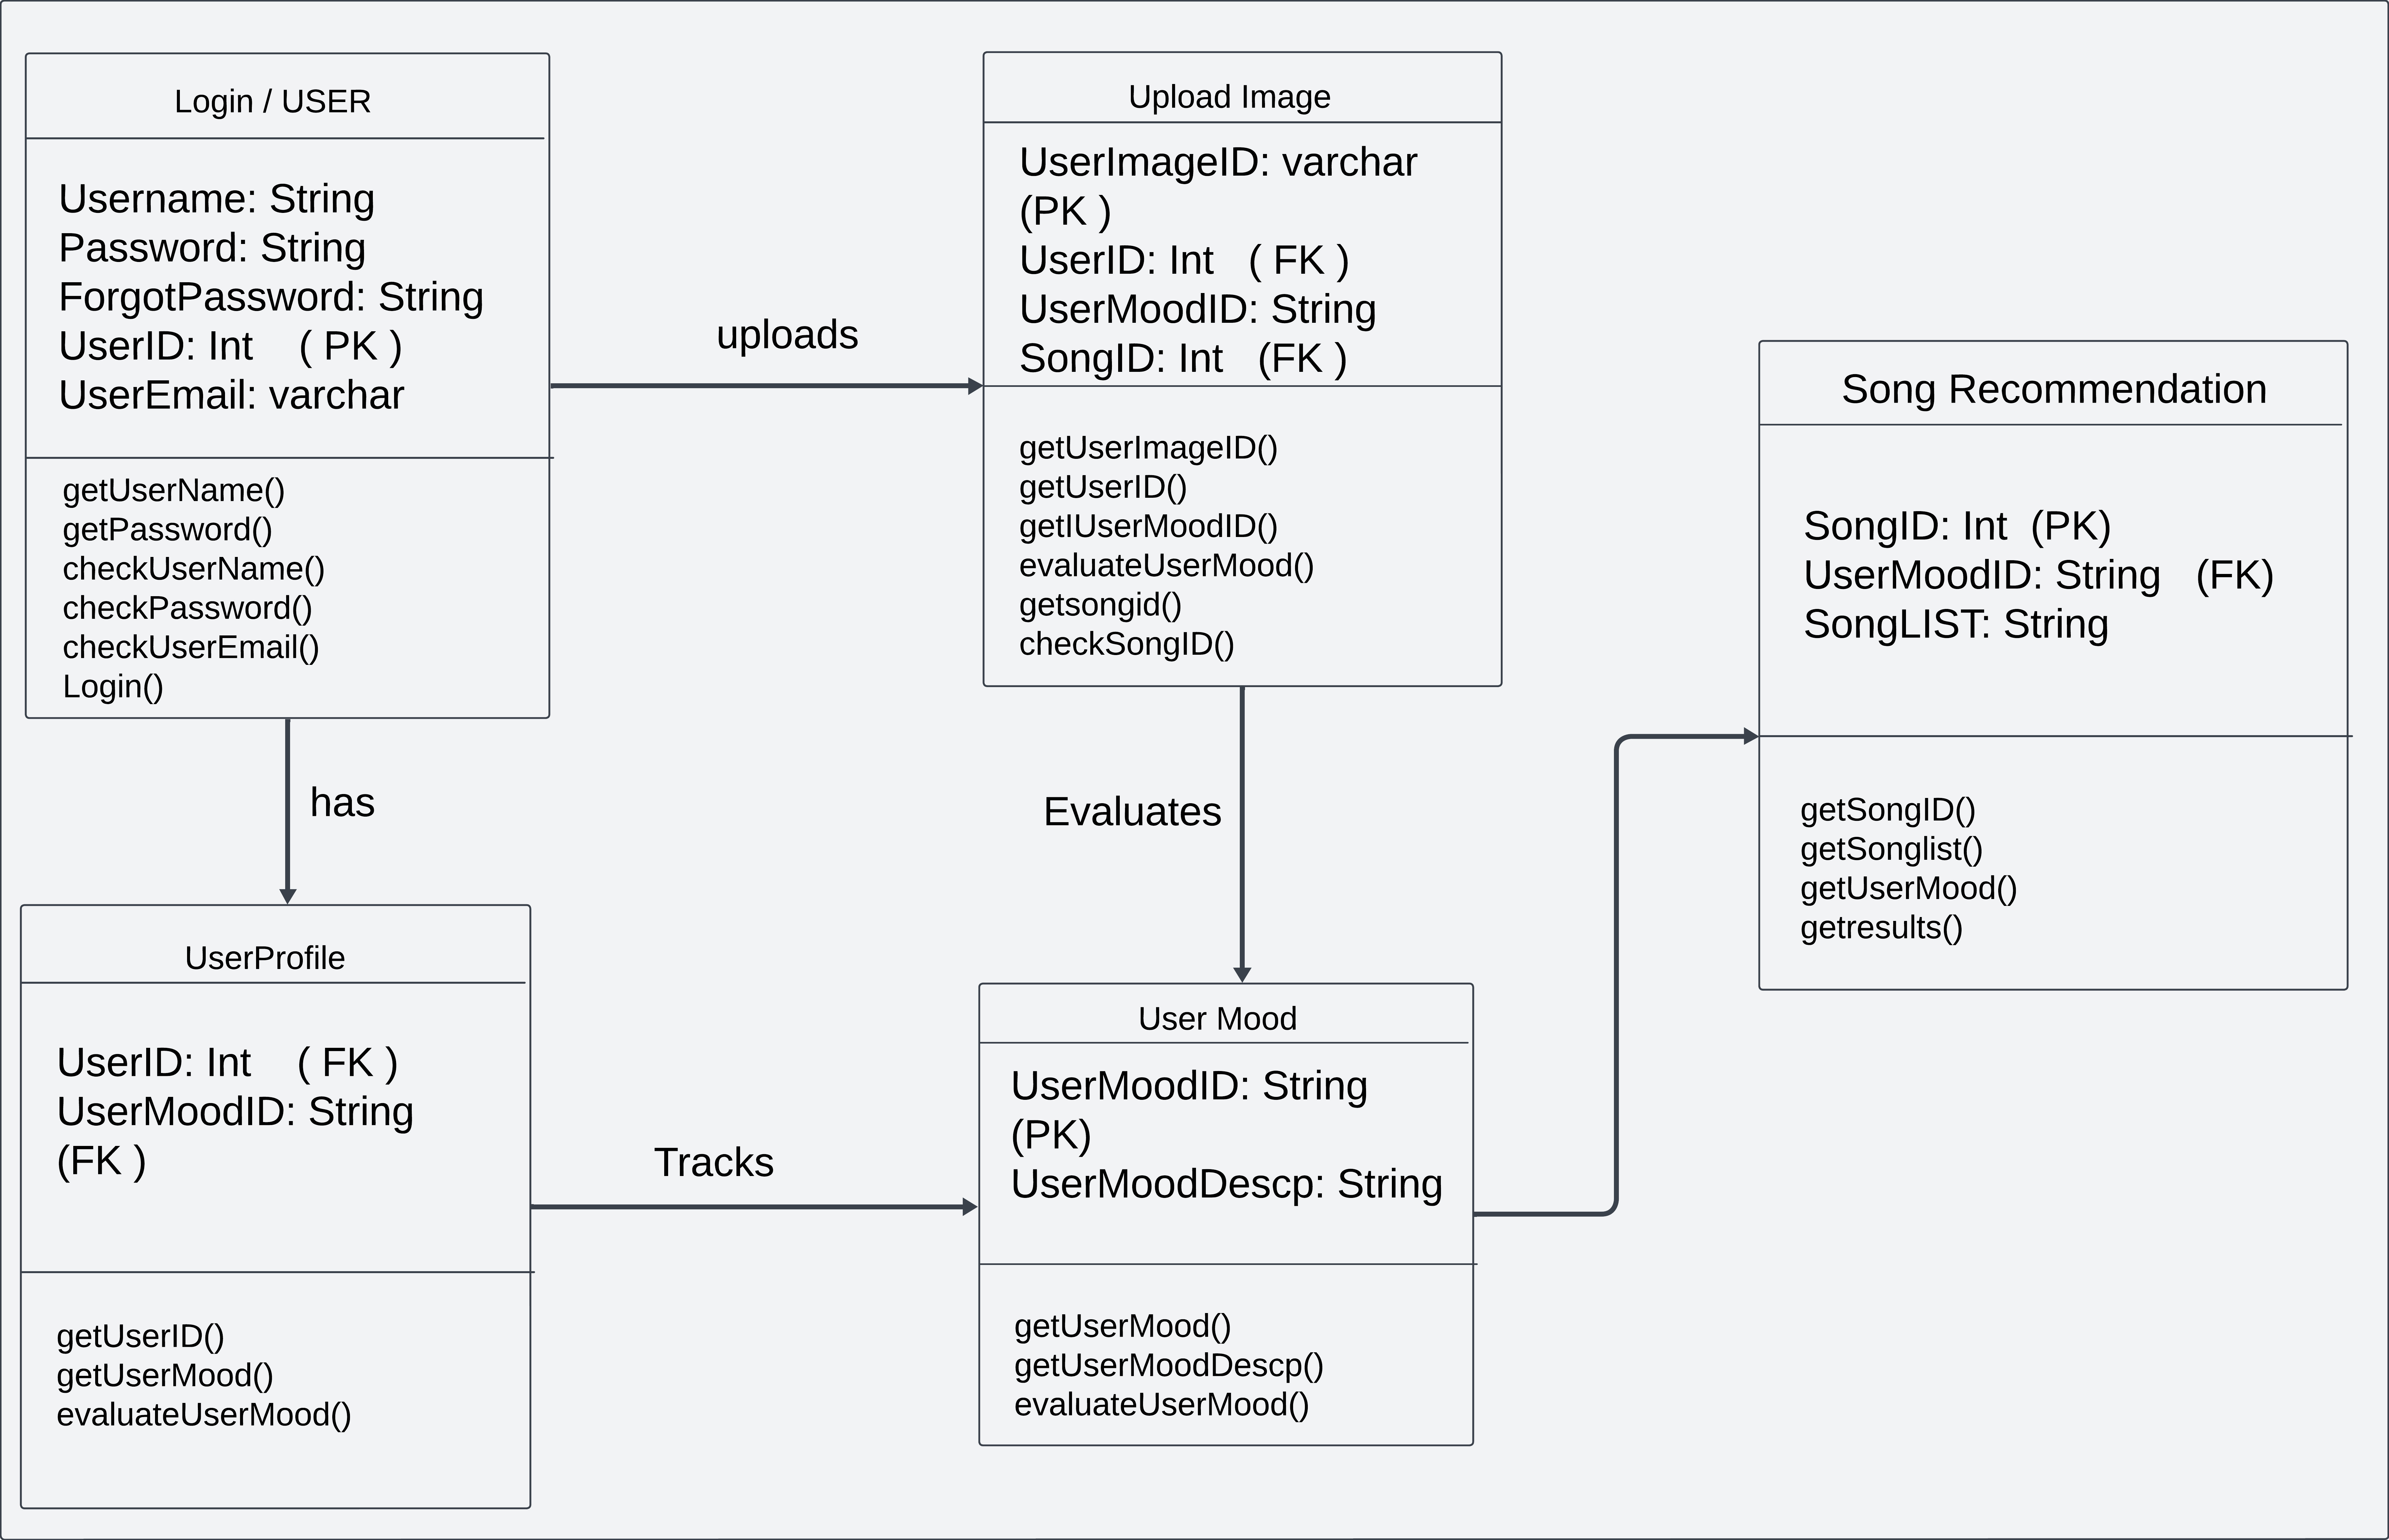 Login / USER
Username: String
Password: String
ForgotPassword: String
UserID: Int    ( PK )
UserEmail: varchar
getUserName()
getPassword()
checkUserName()
checkPassword()
checkUserEmail()
Login()
uploads
Upload Image
UserImageID: varchar
(PK )
UserID: Int   ( FK )
UserMoodID: String
SongID: Int   (FK )
getUserImageID()
getUserID()
getIUserMoodID()
evaluateUserMood()
getsongid()
checkSongID()
Song Recommendation
SongID: Int  (PK)
UserMoodID: String   (FK)
SongLIST: String
getSongID()
getSonglist()
getUserMood()
getresults()
has
Evaluates
UserProfile
UserID: Int    ( FK )
UserMoodID: String
(FK )
getUserID()
getUserMood()
evaluateUserMood()
Tracks
User Mood
UserMoodID: String
(PK)
UserMoodDescp: String
getUserMood()
getUserMoodDescp()
evaluateUserMood()